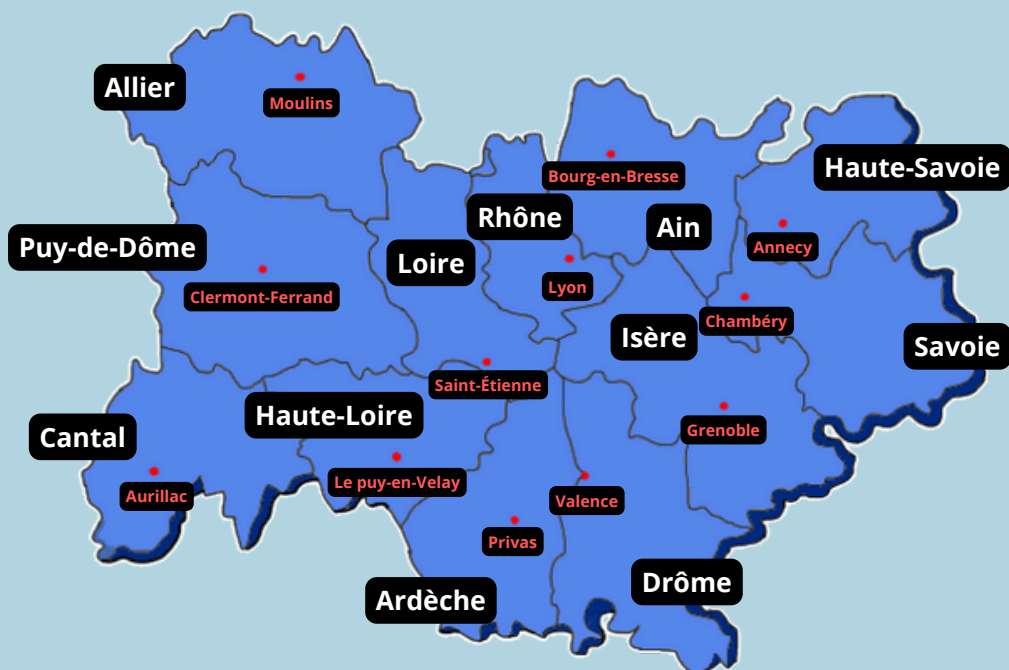 Allier
Moulins
Haute-Savoie
Bourg-en-Bresse
Rhône
Ain
Puy-de-Dôme
Annecy
Loire
Lyon
Clermont-Ferrand
Chambéry
Isère
Savoie
Saint-Étienne
Haute-Loire
Grenoble
Cantal
Le puy-en-Velay
Aurillac
Valence
Privas
Drôme
Ardèche